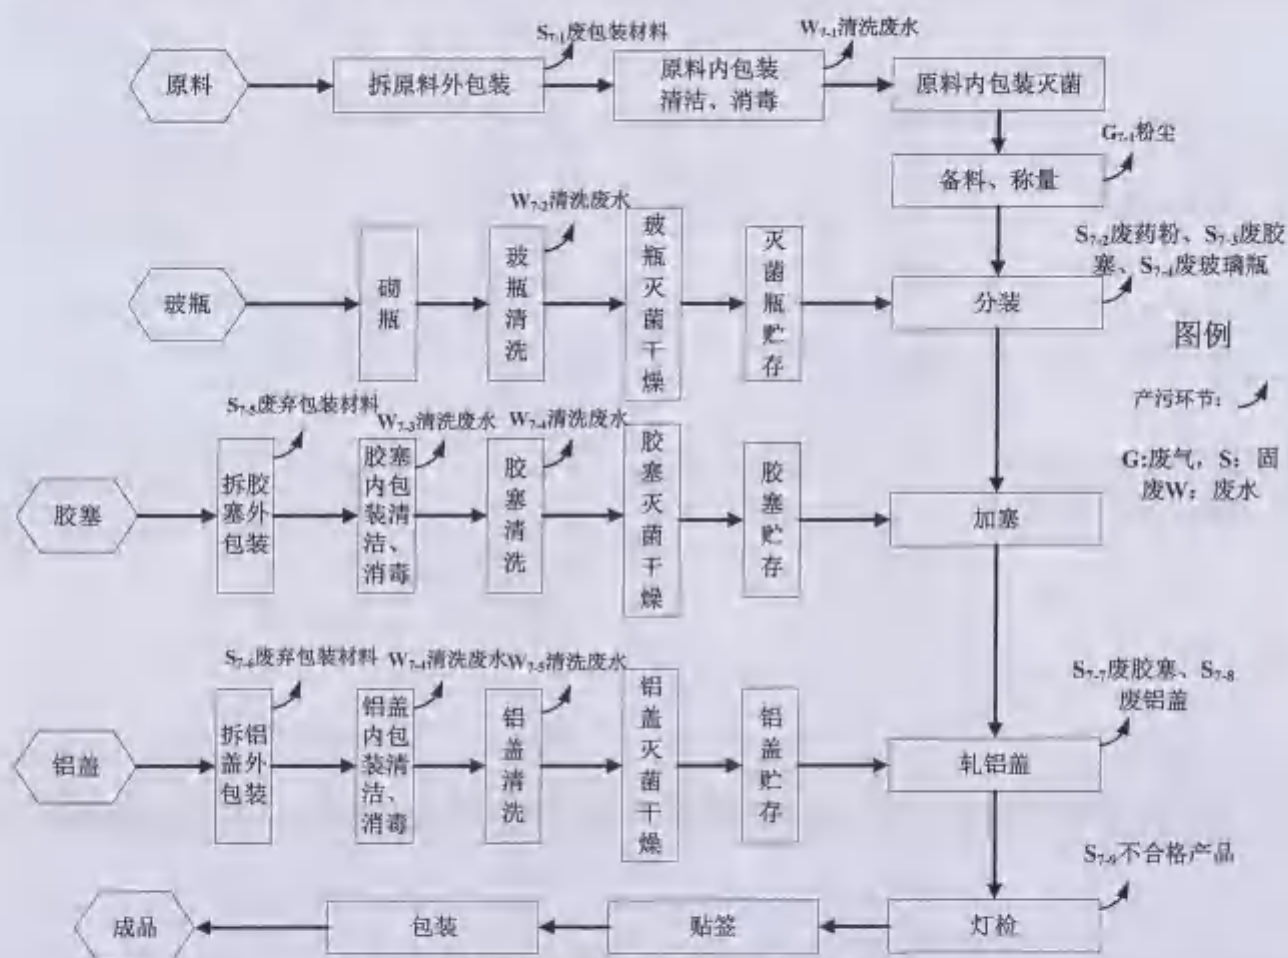 S₇₋₁废包装材料
W₇₋₁清洗废水
原料
拆原料外包装
原料内包装
清洁、消毒
原料内包装灭菌
G₇₋₁粉尘
备料、称量
W₇₋₂清洗废水
S₇₋₂废药粉、S₇₋₃废胶
塞、S₇₋₄废玻璃瓶
玻瓶
砌瓶
玻瓶清洗
玻瓶灭菌干燥
灭菌瓶贮存
分装
图例
产污环节：
G:废气，S：固
废W：废水
S₇₋₅废弃包装材料
W₇₋₃清洗废水
W₇₋₄清洗废水
胶塞
拆胶
塞外
包装
胶塞
内包
装清
洁、
消毒
胶塞清洗
胶塞灭菌干燥
胶塞贮存
加塞
S₇₋₆废弃包装材料
W₇₋₄清洗废水
W₇₋₅清洗废水
S₇₋₇废胶塞、S₇₋₈
废铝盖
铝盖
拆铝
盖外
包装
铝盖
内包
装清
洁、
消毒
铝盖清洗
铝盖灭菌干燥
铝盖贮存
轧铝盖
S₇₋₉不合格产品
成品
包装
贴签
灯检